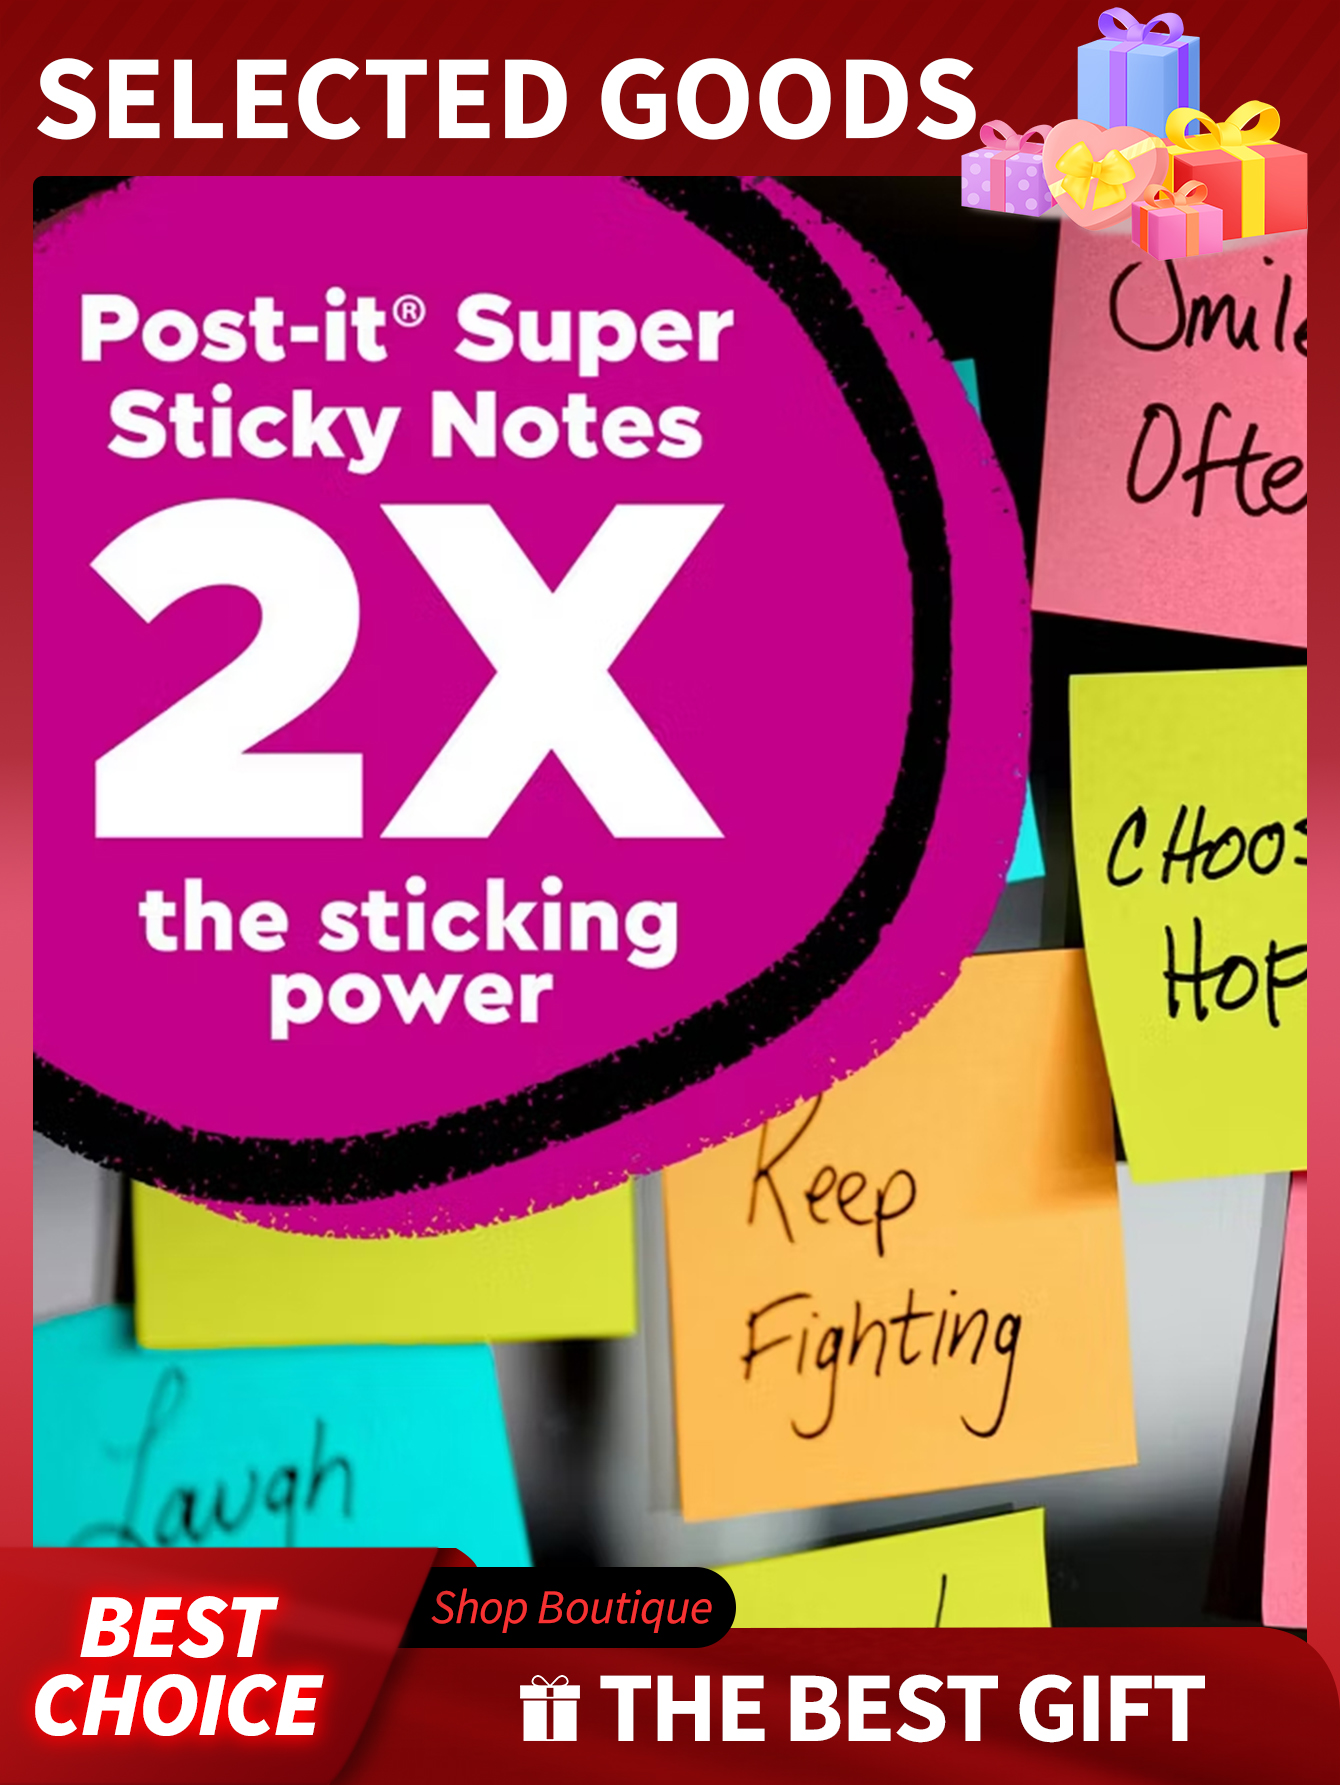 SELECTED GOODS
Post-it® Super
Sticky Notes
2X
the sticking
power
Smile
Ofte
CHOOS
HOP
Keep
Fighting
Laugh
BEST
CHOICE
Shop Boutique
THE BEST GIFT